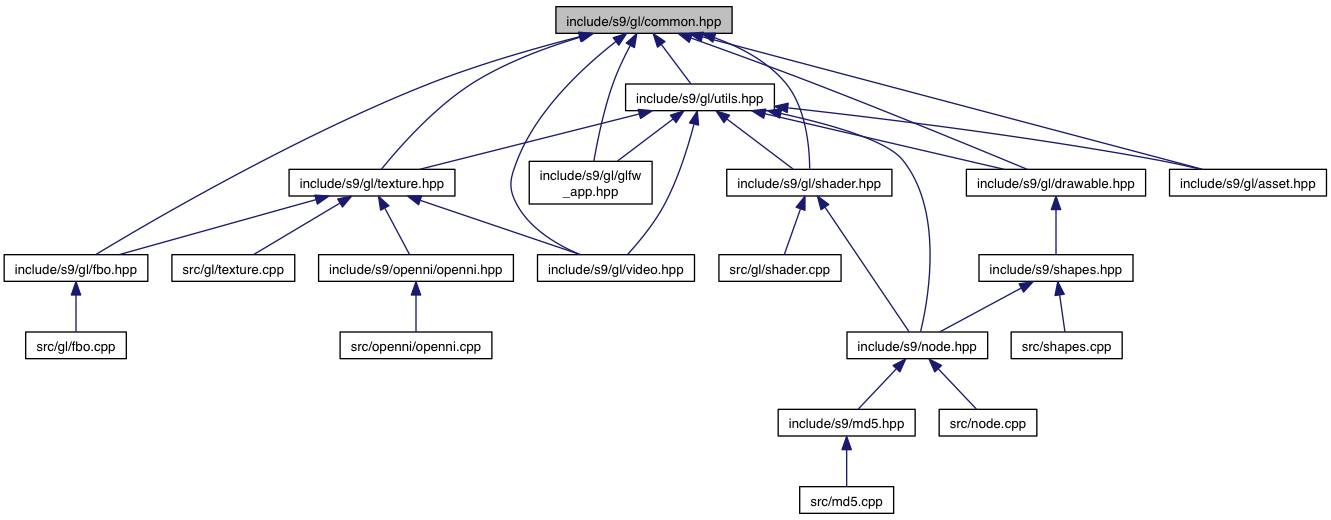 include/s9/gl/common.hpp
include/s9/gl/utils.hpp
include/s9/gl/texture.hpp
include/s9/gl/glfw
_app.hpp
include/s9/gl/shader.hpp
include/s9/gl/drawable.hpp
include/s9/gl/asset.hpp
include/s9/gl/fbo.hpp
src/gl/texture.cpp
include/s9/openni/openni.hpp
include/s9/gl/video.hpp
src/gl/shader.cpp
include/s9/shapes.hpp
src/gl/fbo.cpp
src/openni/openni.cpp
include/s9/node.hpp
src/shapes.cpp
include/s9/md5.hpp
src/node.cpp
src/md5.cpp